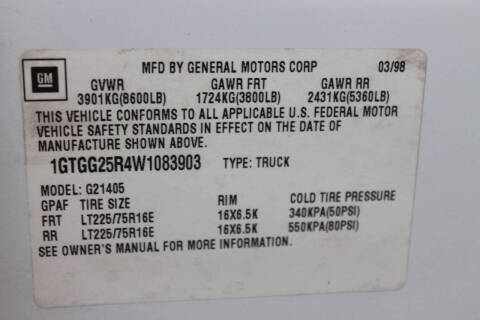 GM
MFD BY GENERAL MOTORS CORP 03/98
GVWR GAWR FRT GAWR RR
3901KG(8600LB) 1724KG(3800LB) 2431KG(5360LB)
THIS VEHICLE CONFORMS TO ALL APPLICABLE U.S. FEDERAL MOTOR
VEHICLE SAFETY STANDARDS IN EFFECT ON THE DATE OF
MANUFACTURE SHOWN ABOVE.
1GTGG25R4W1083903 TYPE: TRUCK
MODEL: G21405
GPAF TIRE SIZE RIM COLD TIRE PRESSURE
FRT LT225/75R16E 16X6.5K 340KPA(50PSI)
RR LT225/75R16E 16X6.5K 550KPA(80PSI)
SEE OWNER'S MANUAL FOR MORE INFORMATION.